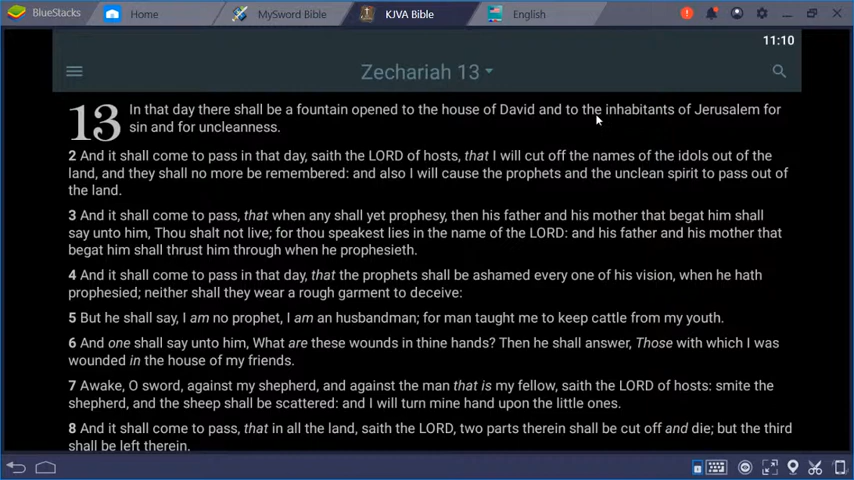 BlueStacks Home MySword Bible KJVA Bible English
11:10
Zechariah 13
13 In that day there shall be a fountain opened to the house of David and to the inhabitants of Jerusalem for
sin and for uncleanness.
2 And it shall come to pass in that day, saith the LORD of hosts, that I will cut off the names of the idols out of the
land, and they shall no more be remembered: and also I will cause the prophets and the unclean spirit to pass out of
the land.
3 And it shall come to pass, that when any shall yet prophesy, then his father and his mother that begat him shall
say unto him, Thou shalt not live; for thou speakest lies in the name of the LORD: and his father and his mother that
begat him shall thrust him through when he prophesieth.
4 And it shall come to pass in that day, that the prophets shall be ashamed every one of his vision, when he hath
prophesied; neither shall they wear a rough garment to deceive:
5 But he shall say, I am no prophet, I am an husbandman; for man taught me to keep cattle from my youth.
6 And one shall say unto him, What are these wounds in thine hands? Then he shall answer, Those with which I was
wounded in the house of my friends.
7 Awake, O sword, against my shepherd, and against the man that is my fellow, saith the LORD of hosts: smite the
shepherd, and the sheep shall be scattered: and I will turn mine hand upon the little ones.
8 And it shall come to pass, that in all the land, saith the LORD, two parts therein shall be cut off and die; but the third
shall be left therein.